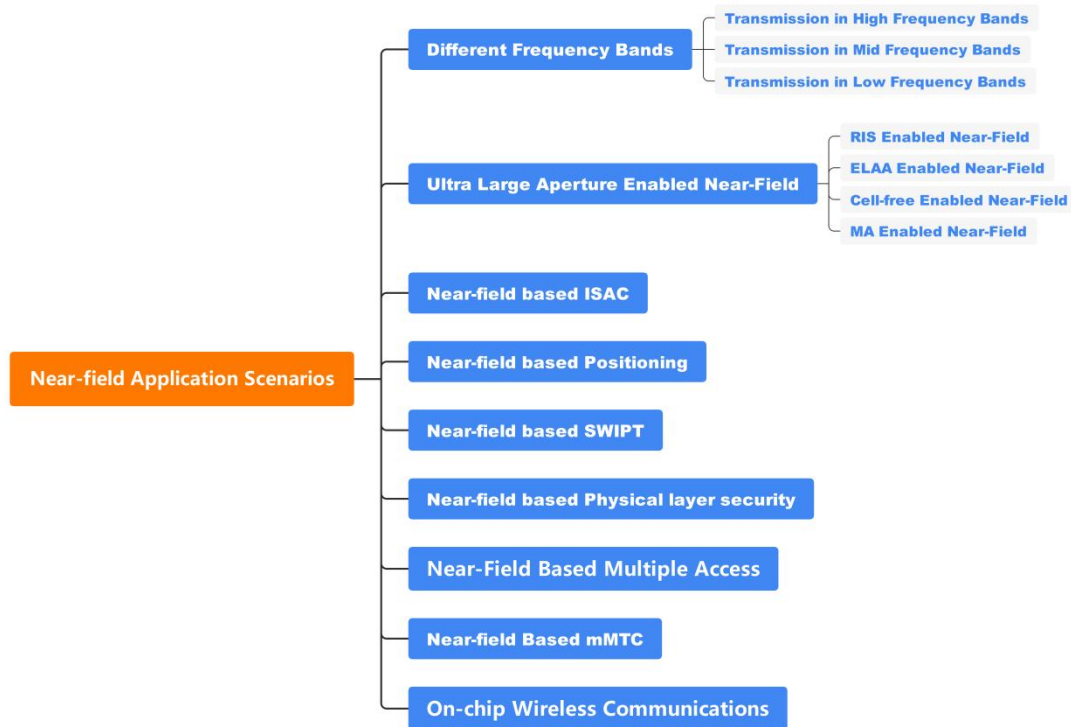 Near-field Application Scenarios
Different Frequency Bands
Transmission in High Frequency Bands
Transmission in Mid Frequency Bands
Transmission in Low Frequency Bands
Ultra Large Aperture Enabled Near-Field
RIS Enabled Near-Field
ELAA Enabled Near-Field
Cell-free Enabled Near-Field
MA Enabled Near-Field
Near-field based ISAC
Near-field based Positioning
Near-field based SWIPT
Near-field based Physical layer security
Near-Field Based Multiple Access
Near-field Based mMTC
On-chip Wireless Communications